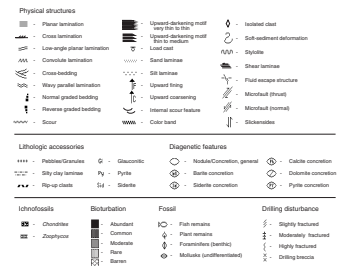 Physical structures
Planar lamination
Cross lamination
Low-angle planar lamination
Convolute lamination
Cross-bedding
Wavy parallel lamination
Normal graded bedding
Reverse graded bedding
Scour
Upward-darkening motif
very thin to thin
Upward-darkening motif
thin to medium
Load cast
Sand laminae
Silt laminae
Upward fining
Upward coarsening
Internal scour feature
Color band
Isolated clast
Soft-sediment deformation
Stylolite
Shear laminae
Fluid escape structure
Microfault (thrust)
Microfault (normal)
Slickensides
Lithologic accessories
Pebbles/Granules
Silty clay laminae
Rip-up clasts
Gl - Glauconitic
Py - Pyrite
Sid - Siderite
Diagenetic features
Nodule/Concretion, general
Barite concretion
Siderite concretion
Calcite concretion
Dolomite concretion
Pyrite concretion
Ichnofossils
Chondrites
Zoophycos
Bioturbation
Abundant
Common
Moderate
Rare
Barren
Fossil
Fish remains
Plant remains
Foraminifers (benthic)
Mollusks (undifferentiated)
Drilling disturbance
Slightly fractured
Moderately fractured
Highly fractured
Drilling breccia